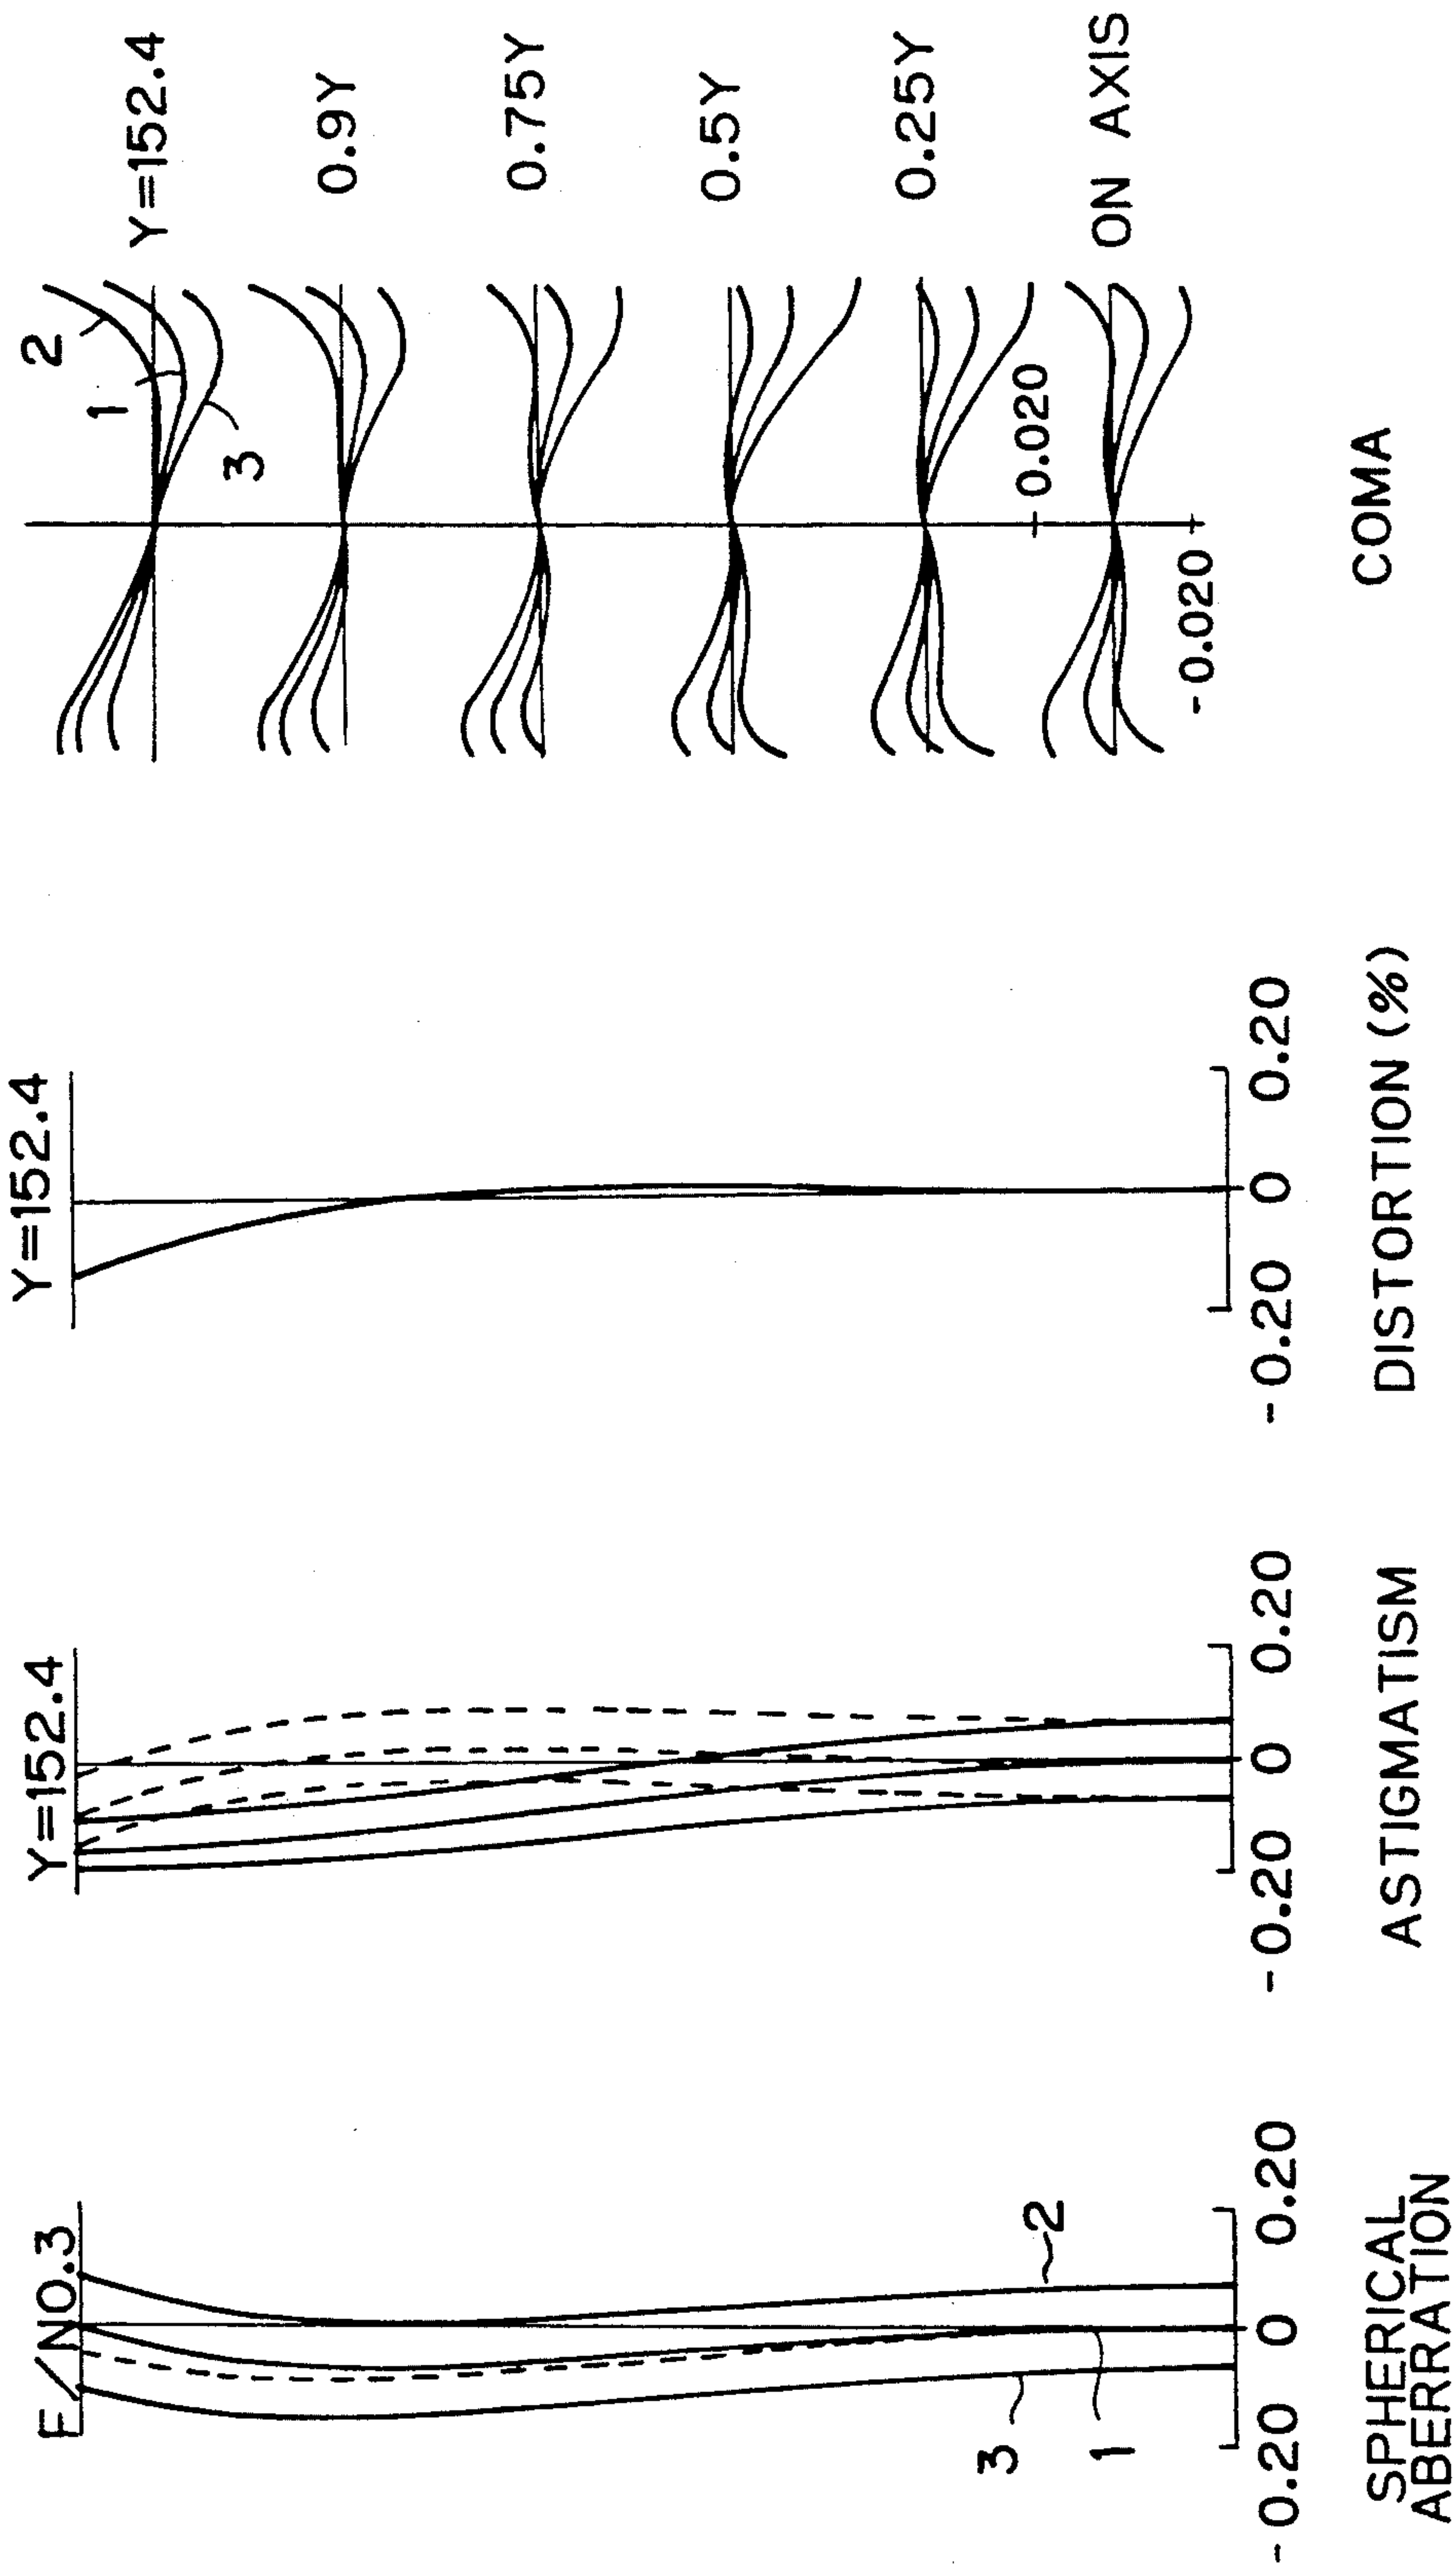 F/NO.3
2
3
1
-0.20 0 0.20
SPHERICAL
ABERRATION
Y=152.4
-0.20 0 0.20
ASTIGMATISM
Y=152.4
-0.20 0 0.20
DISTORTION (%)
2
1
3
Y=152.4
0.9Y
0.75Y
0.5Y
0.25Y
0.020
ON AXIS
-0.020
COMA